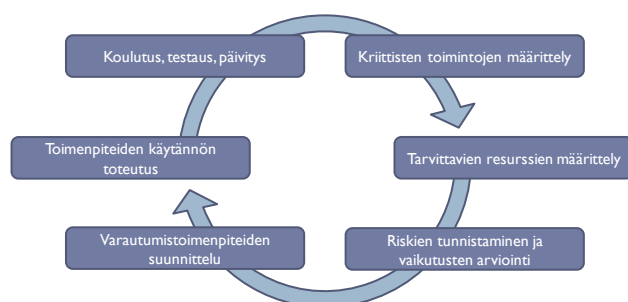 Koulutus, testaus, päivitys
Kriittisten toimintojen määrittely
Tarvittavien resurssien määrittely
Riskien tunnistaminen ja
vaikutusten arviointi
Varautumistoimenpiteiden
suunnittelu
Toimenpiteiden käytännön
toteutus